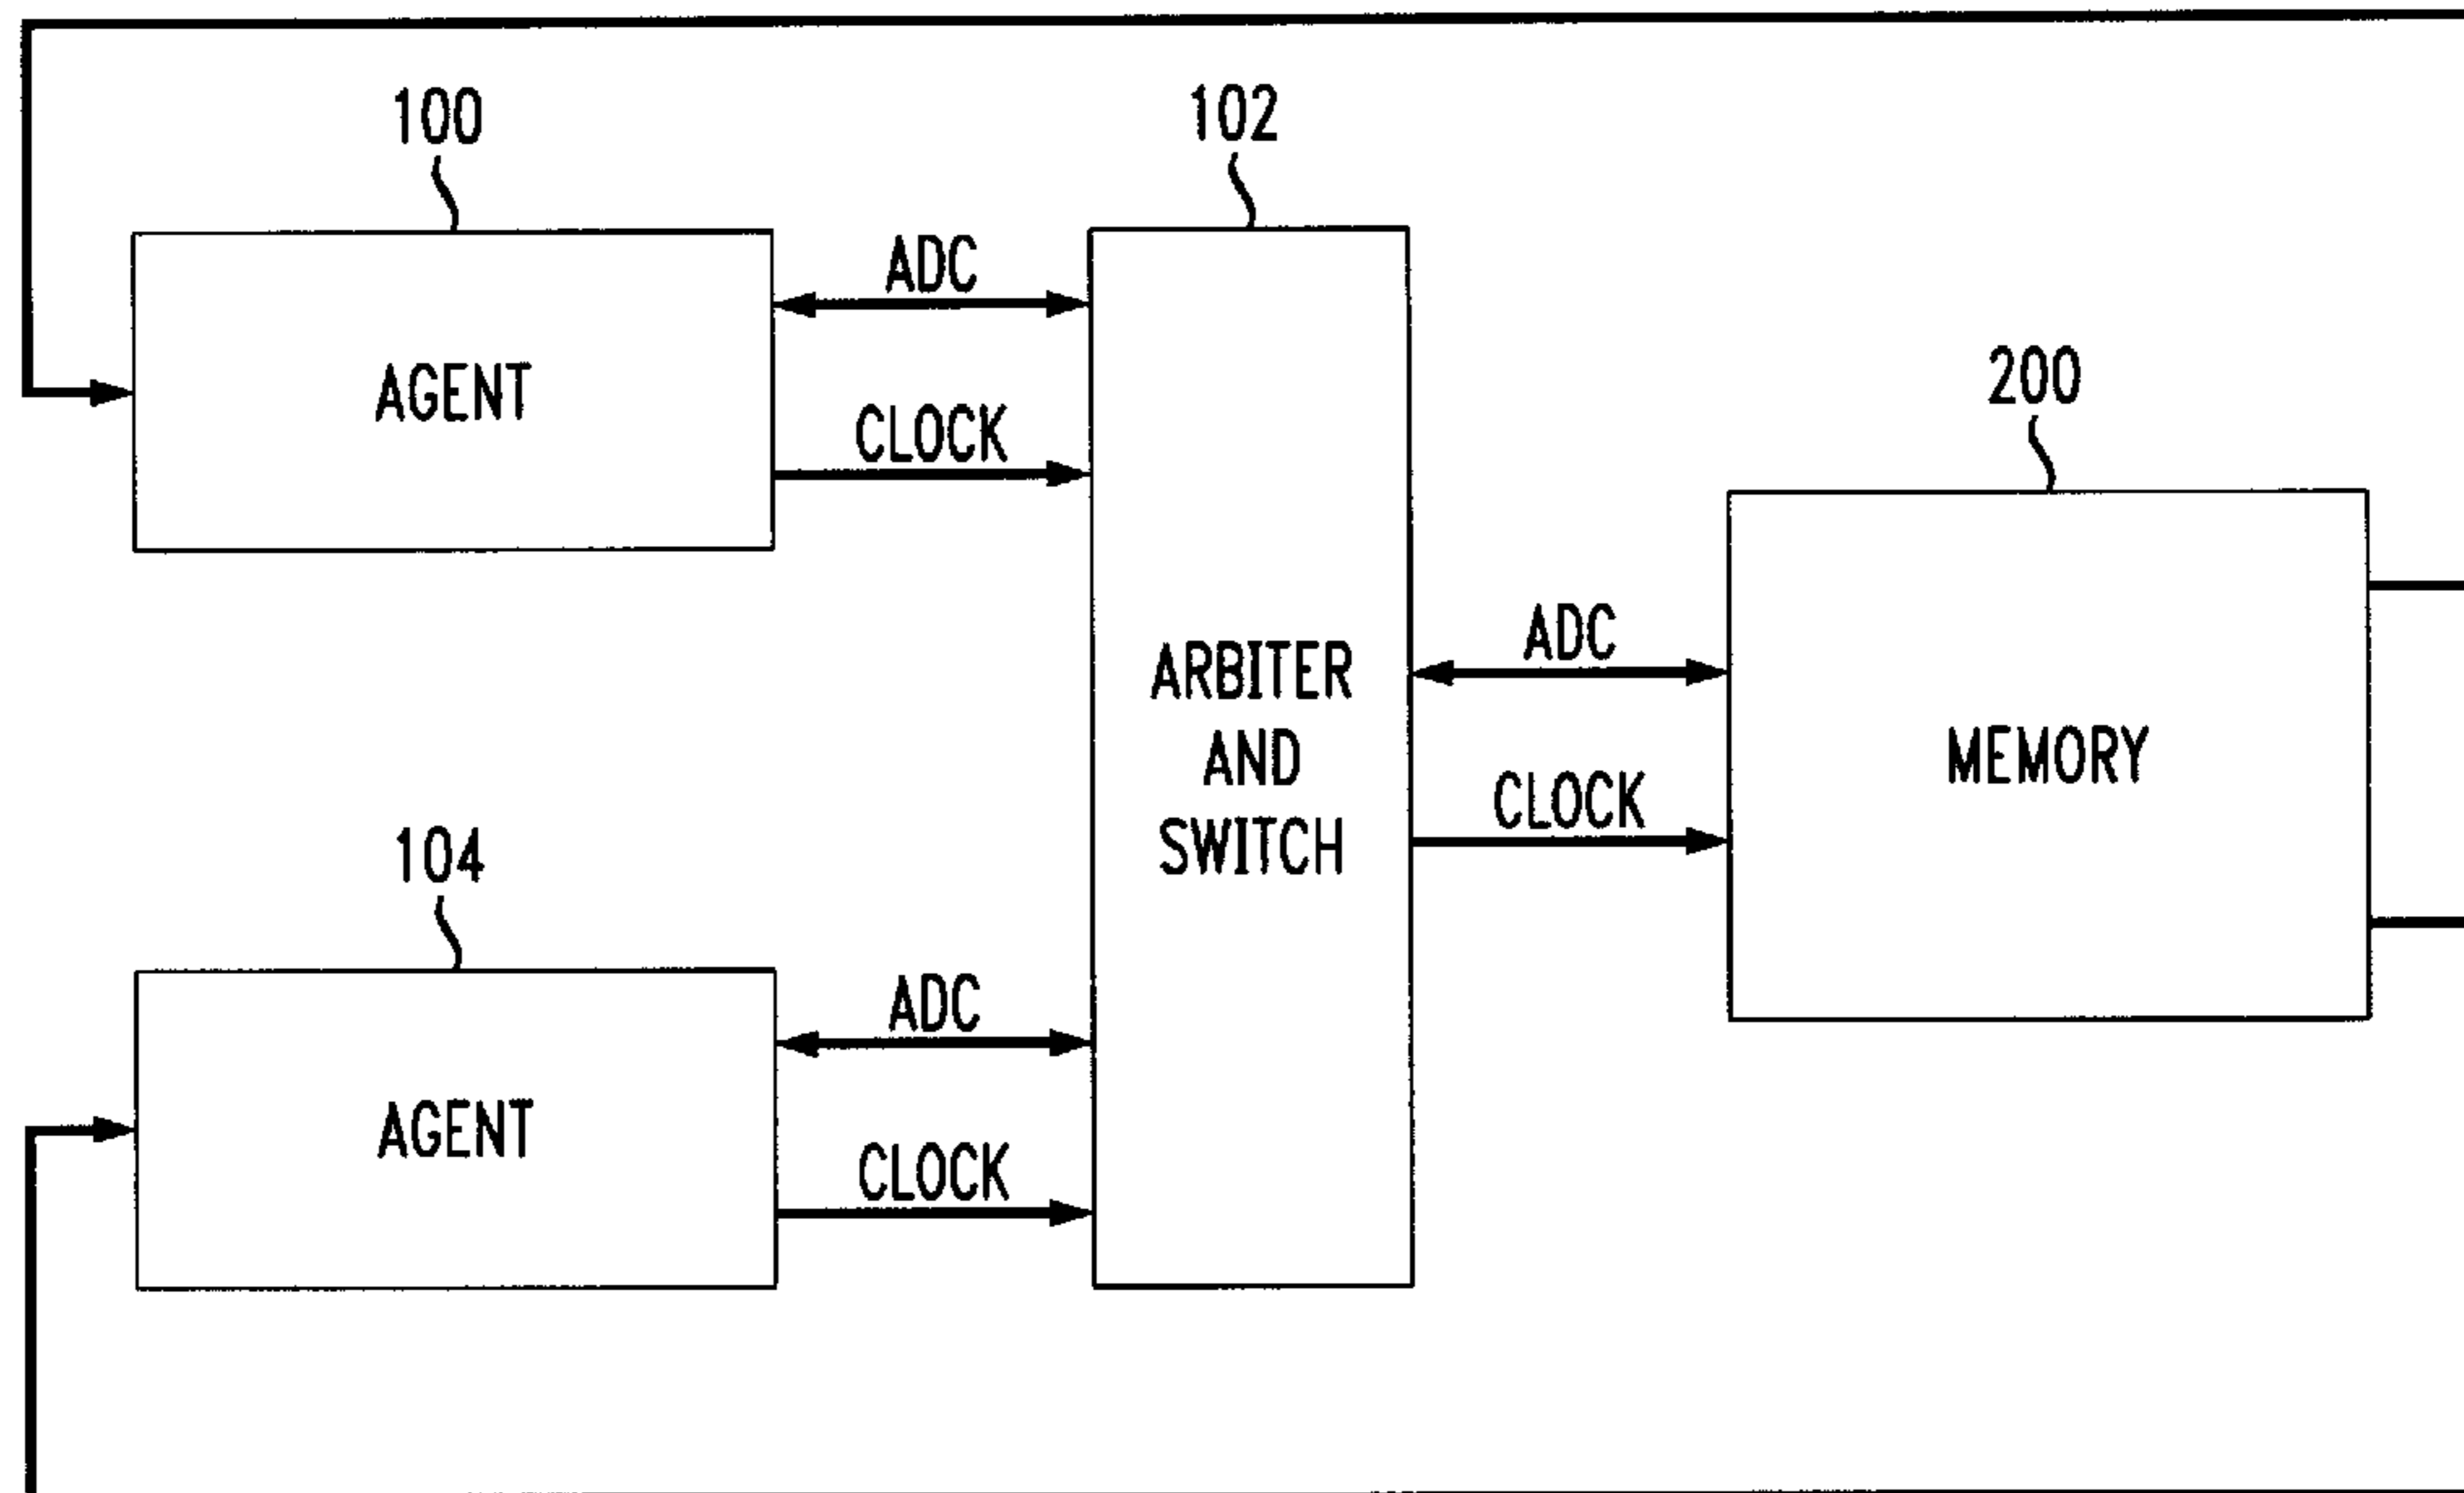 100
102
ADC
AGENT
CLOCK
200
ARBITER
AND
SWITCH
ADC
MEMORY
CLOCK
104
ADC
AGENT
CLOCK